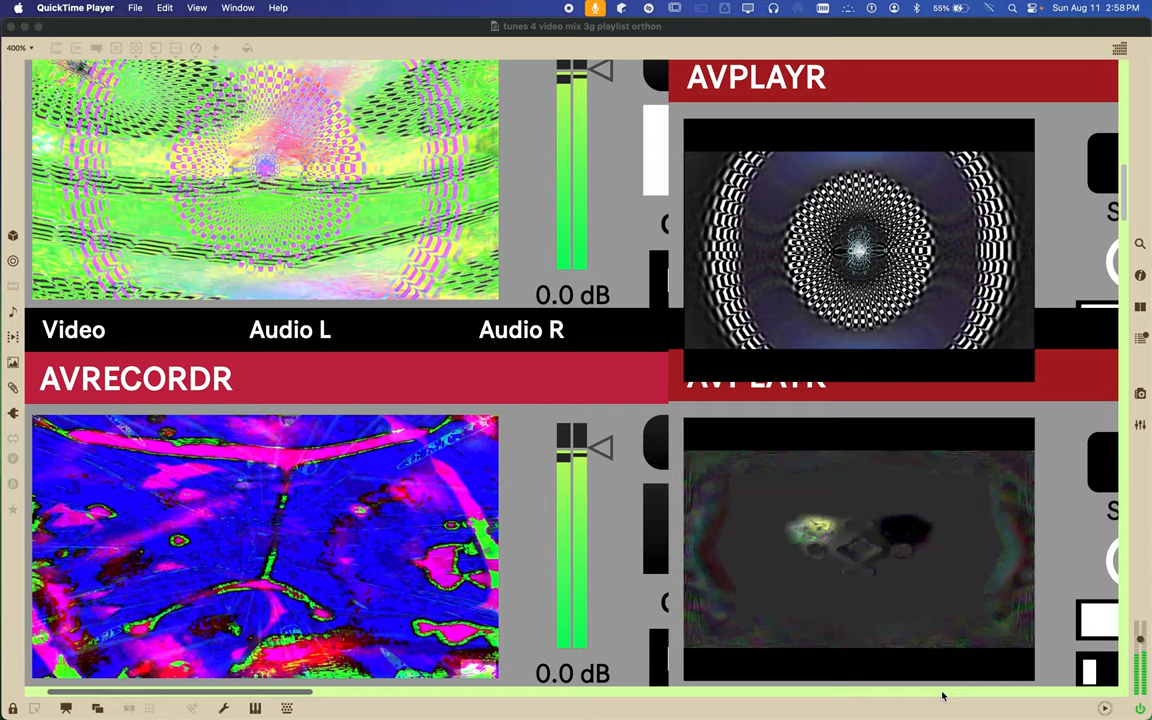 QuickTime Player File Edit View Window Help 55% Sun Aug 11 2:58 PM
tunes 4 video mix 3g playlist orthon
400%
AVPLAYR
S
0.0 dB
Video Audio L Audio R
AVRECORDR
AVPLAYR
S
0.0 dB